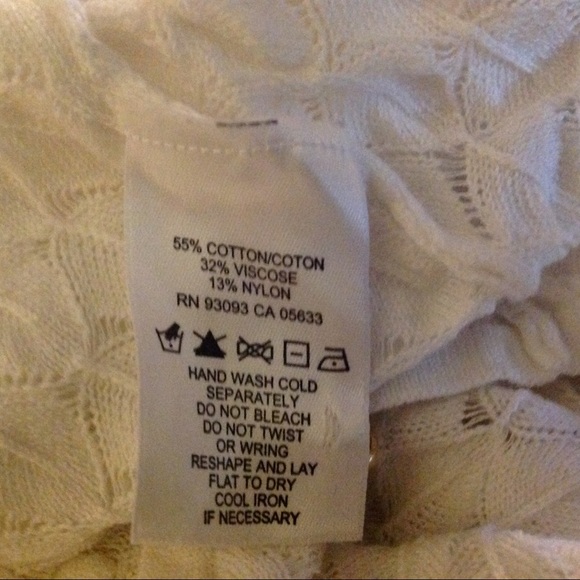 55% COTTON/COTON
32% VISCOSE
13% NYLON
RN 93093 CA 05633
HAND WASH COLD
SEPARATELY
DO NOT BLEACH
DO NOT TWIST
OR WRING
RESHAPE AND LAY
FLAT TO DRY
COOL IRON
IF NECESSARY